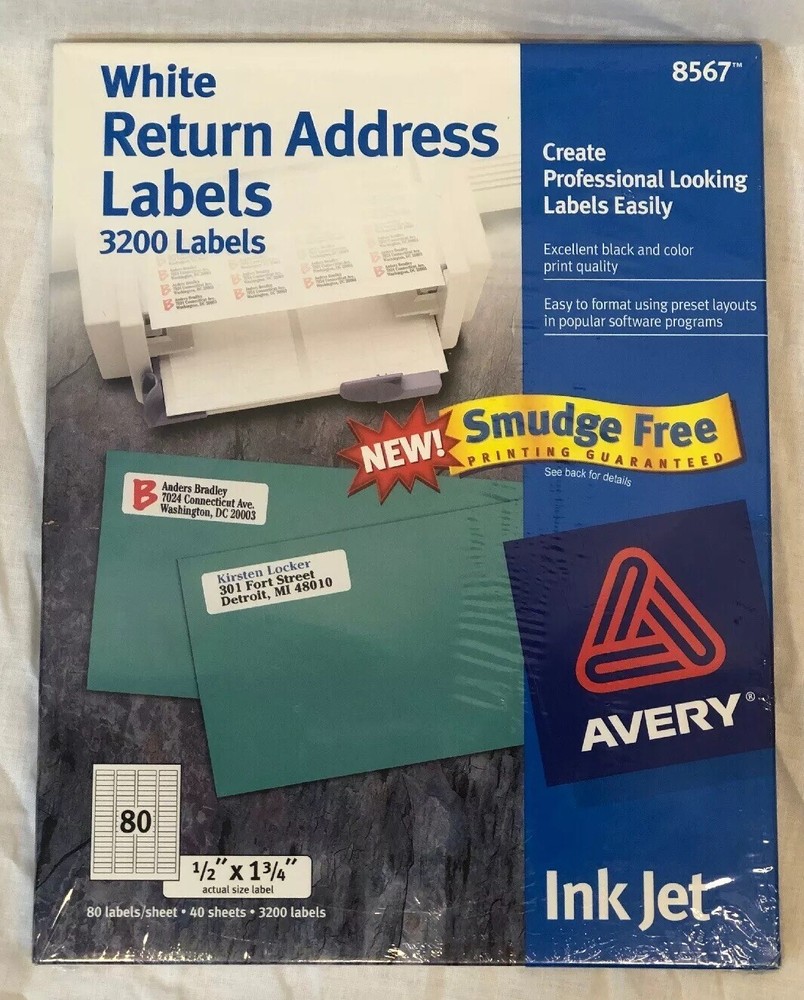 White
Return Address
Labels
3200 Labels
8567™
Create
Professional Looking
Labels Easily
Excellent black and color
print quality
Easy to format using preset layouts
in popular software programs
NEW!
Smudge Free
PRINTING GUARANTEED
See back for details
B Anders Bradley
7024 Connecticut Ave.
Washington, DC 20003
Kirsten Locker
301 Fort Street
Detroit, MI 48010
AVERY®
80
1/2" x 1 3/4"
actual size label
80 labels/sheet • 40 sheets • 3200 labels
Ink Jet